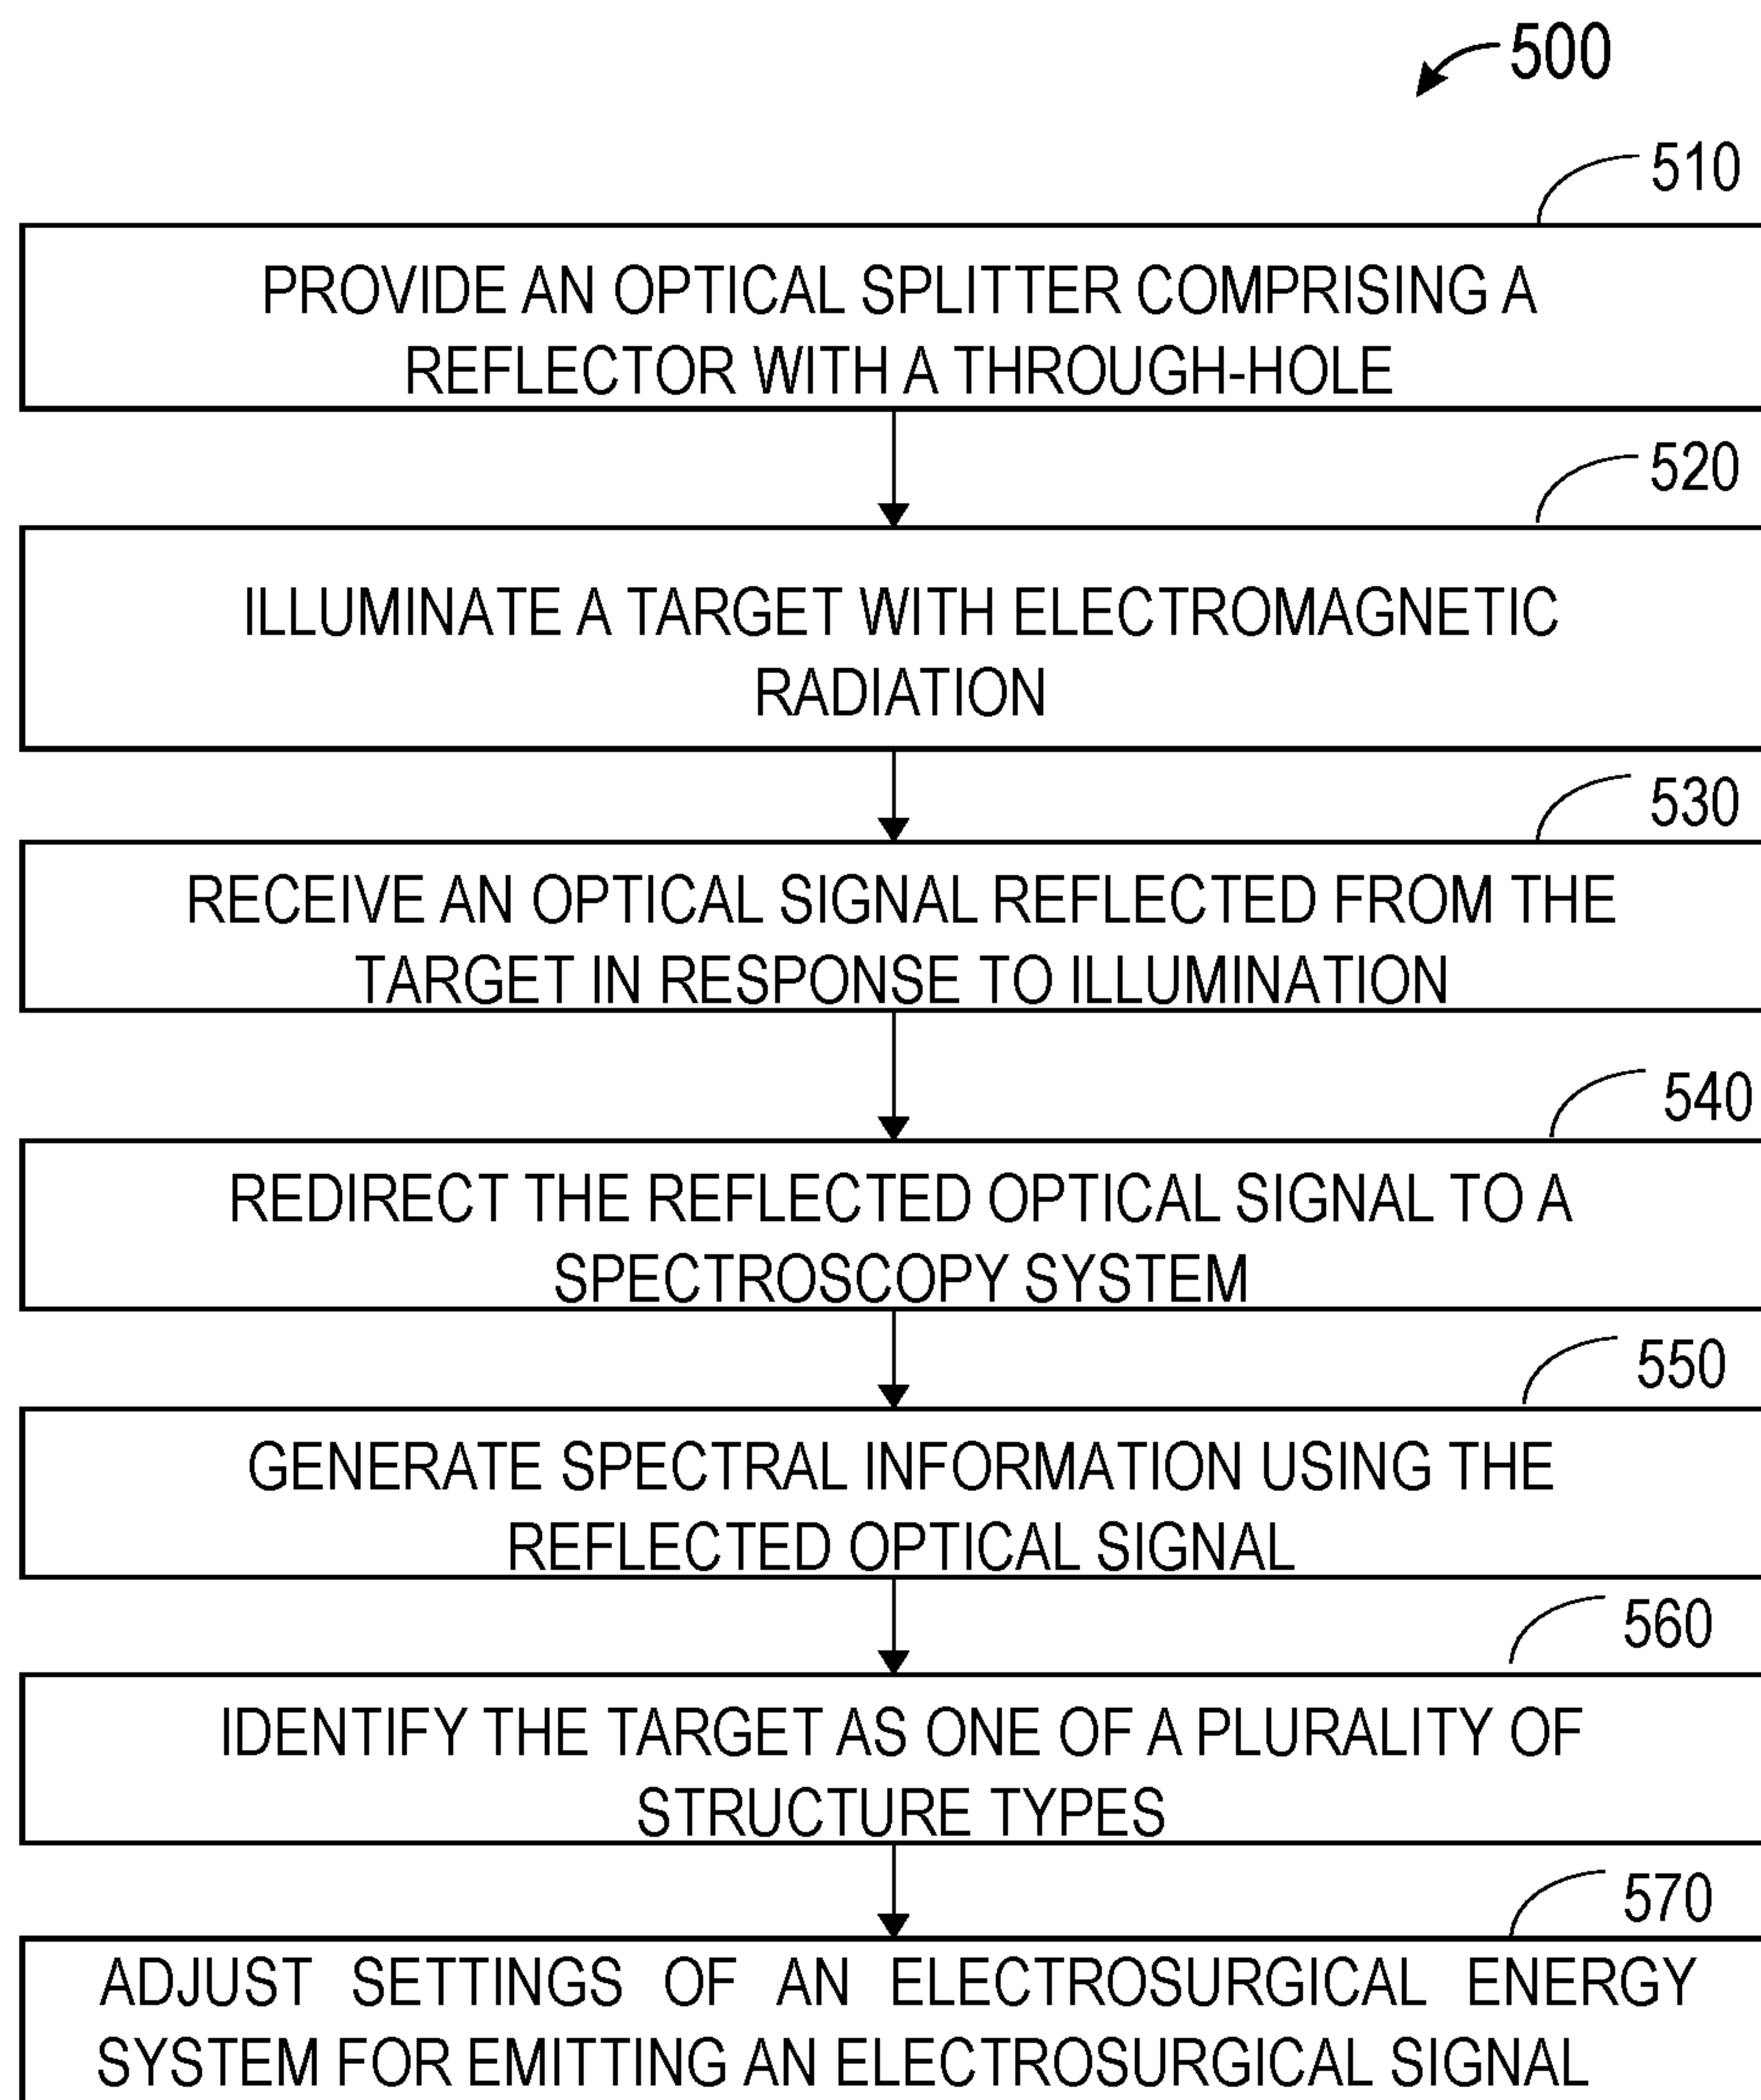 500
510
PROVIDE AN OPTICAL SPLITTER COMPRISING A
REFLECTOR WITH A THROUGH-HOLE
520
ILLUMINATE A TARGET WITH ELECTROMAGNETIC
RADIATION
530
RECEIVE AN OPTICAL SIGNAL REFLECTED FROM THE
TARGET IN RESPONSE TO ILLUMINATION
540
REDIRECT THE REFLECTED OPTICAL SIGNAL TO A
SPECTROSCOPY SYSTEM
550
GENERATE SPECTRAL INFORMATION USING THE
REFLECTED OPTICAL SIGNAL
560
IDENTIFY THE TARGET AS ONE OF A PLURALITY OF
STRUCTURE TYPES
570
ADJUST SETTINGS OF AN ELECTROSURGICAL ENERGY
SYSTEM FOR EMITTING AN ELECTROSURGICAL SIGNAL